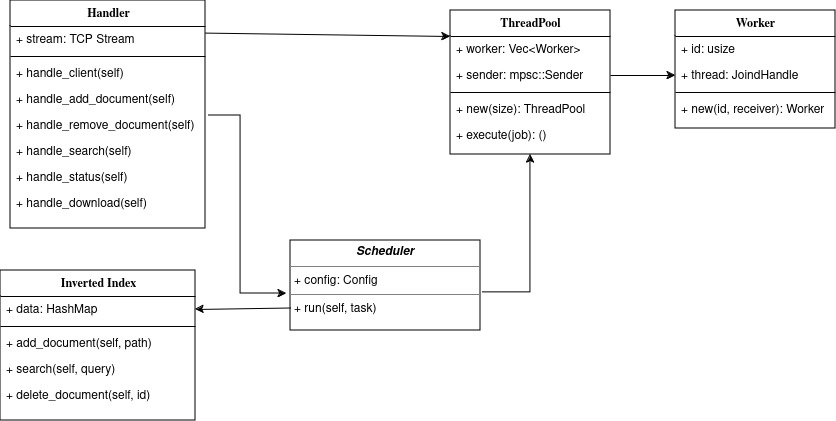 Handler
+ stream: TCP Stream
+ handle_client(self)
+ handle_add_document(self)
+ handle_remove_document(self)
+ handle_search(self)
+ handle_status(self)
+ handle_download(self)
ThreadPool
+ worker: Vec<Worker>
+ sender: mpsc::Sender
+ new(size): ThreadPool
+ execute(job): ()
Worker
+ id: usize
+ thread: JoindHandle
+ new(id, receiver): Worker
Scheduler
+ config: Config
+ run(self, task)
Inverted Index
+ data: HashMap
+ add_document(self, path)
+ search(self, query)
+ delete_document(self, id)